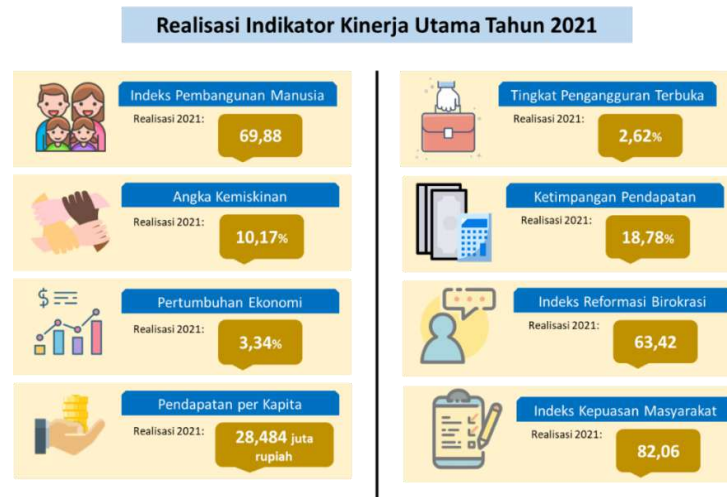 Realisasi Indikator Kinerja Utama Tahun 2021
Indeks Pembangunan Manusia
Realisasi 2021:
69,88
Angka Kemiskinan
Realisasi 2021:
10,17%
Pertumbuhan Ekonomi
Realisasi 2021:
3,34%
Pendapatan per Kapita
Realisasi 2021:
28,484 juta
rupiah
Tingkat Pengangguran Terbuka
Realisasi 2021:
2,62%
Ketimpangan Pendapatan
Realisasi 2021:
18,78%
Indeks Reformasi Birokrasi
Realisasi 2021:
63,42
Indeks Kepuasan Masyarakat
Realisasi 2021:
82,06